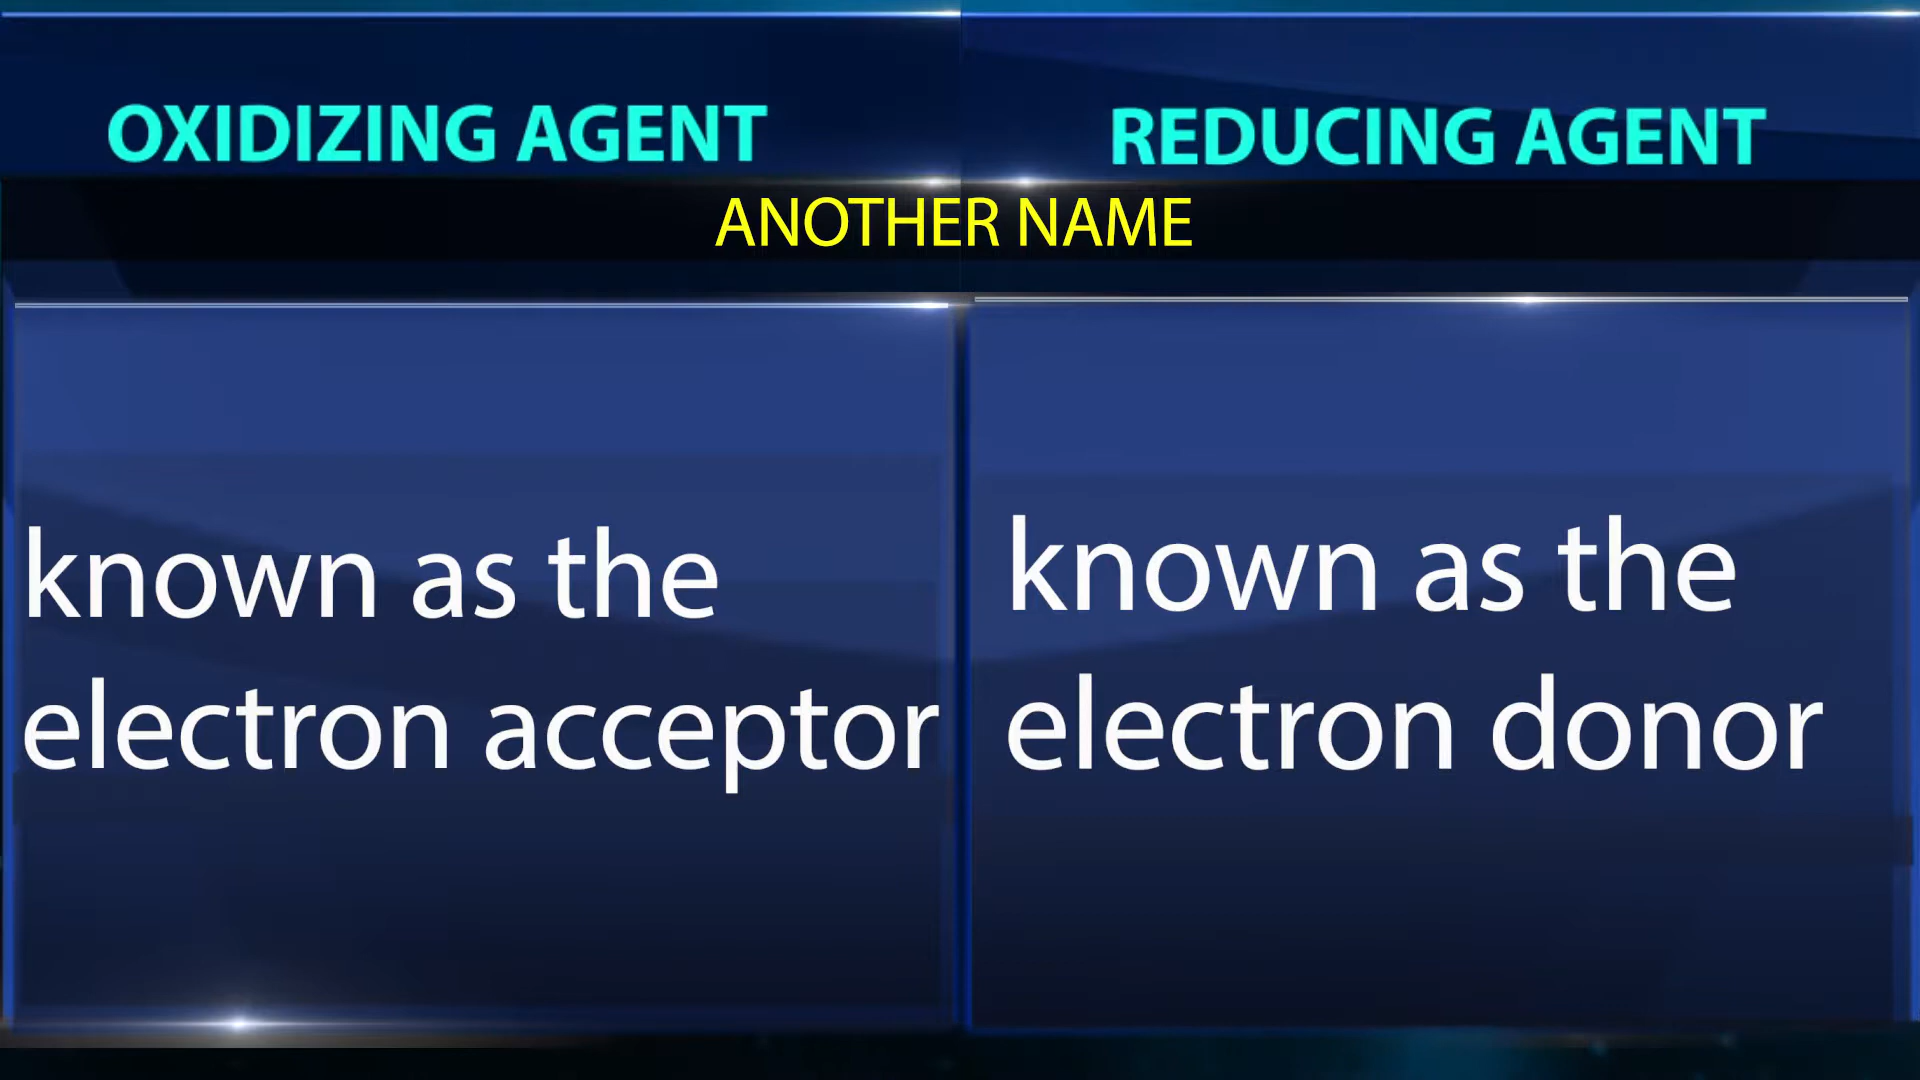 OXIDIZING AGENT
REDUCING AGENT
ANOTHER NAME
known as the
electron acceptor
known as the
electron donor